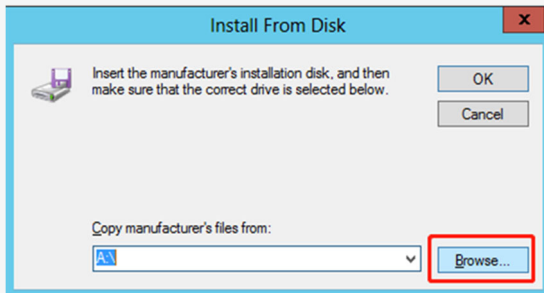 Install From Disk
x
Insert the manufacturer's installation disk, and then
make sure that the correct drive is selected below.
OK
Cancel
Copy manufacturer's files from:
A:\
Browse...